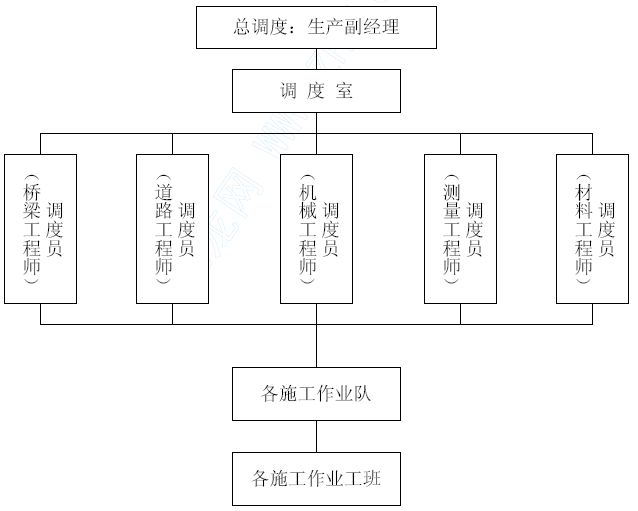 总调度：生产副经理
调度室
调度员
（桥梁工程师）
调度员
（道路工程师）
调度员
（机械工程师）
调度员
（测量工程师）
调度员
（材料工程师）
各施工作业队
各施工作业工班